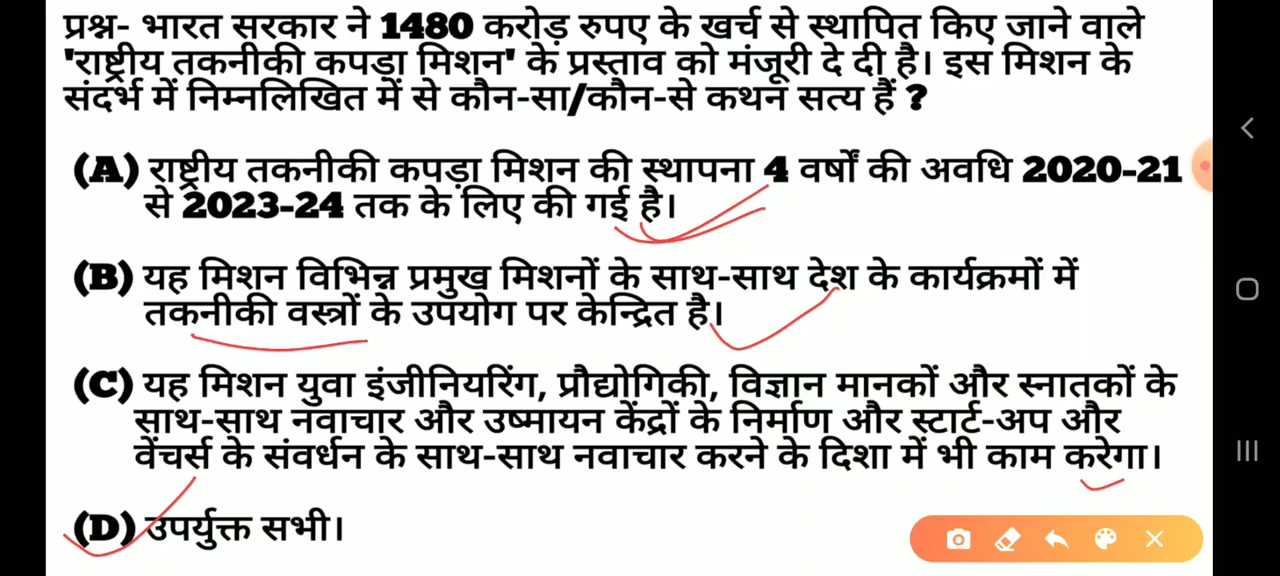 प्रश्न- भारत सरकार ने 1480 करोड़ रुपए के खर्च से स्थापित किए जाने वाले
'राष्ट्रीय तकनीकी कपड़ा मिशन' के प्रस्ताव को मंजूरी दे दी है। इस मिशन के
संदर्भ में निम्नलिखित में से कौन-सा/कौन-से कथन सत्य हैं ?
(A) राष्ट्रीय तकनीकी कपड़ा मिशन की स्थापना 4 वर्षों की अवधि 2020-21
से 2023-24 तक के लिए की गई है।
(B) यह मिशन विभिन्न प्रमुख मिशनों के साथ-साथ देश के कार्यक्रमों में
तकनीकी वस्त्रों के उपयोग पर केन्द्रित है।
(C) यह मिशन युवा इंजीनियरिंग, प्रौद्योगिकी, विज्ञान मानकों और स्नातकों के
साथ-साथ नवाचार और उष्मायन केंद्रों के निर्माण और स्टार्ट-अप और
वेंचर्स के संवर्धन के साथ-साथ नवाचार करने के दिशा में भी काम करेगा।
(D) उपर्युक्त सभी।